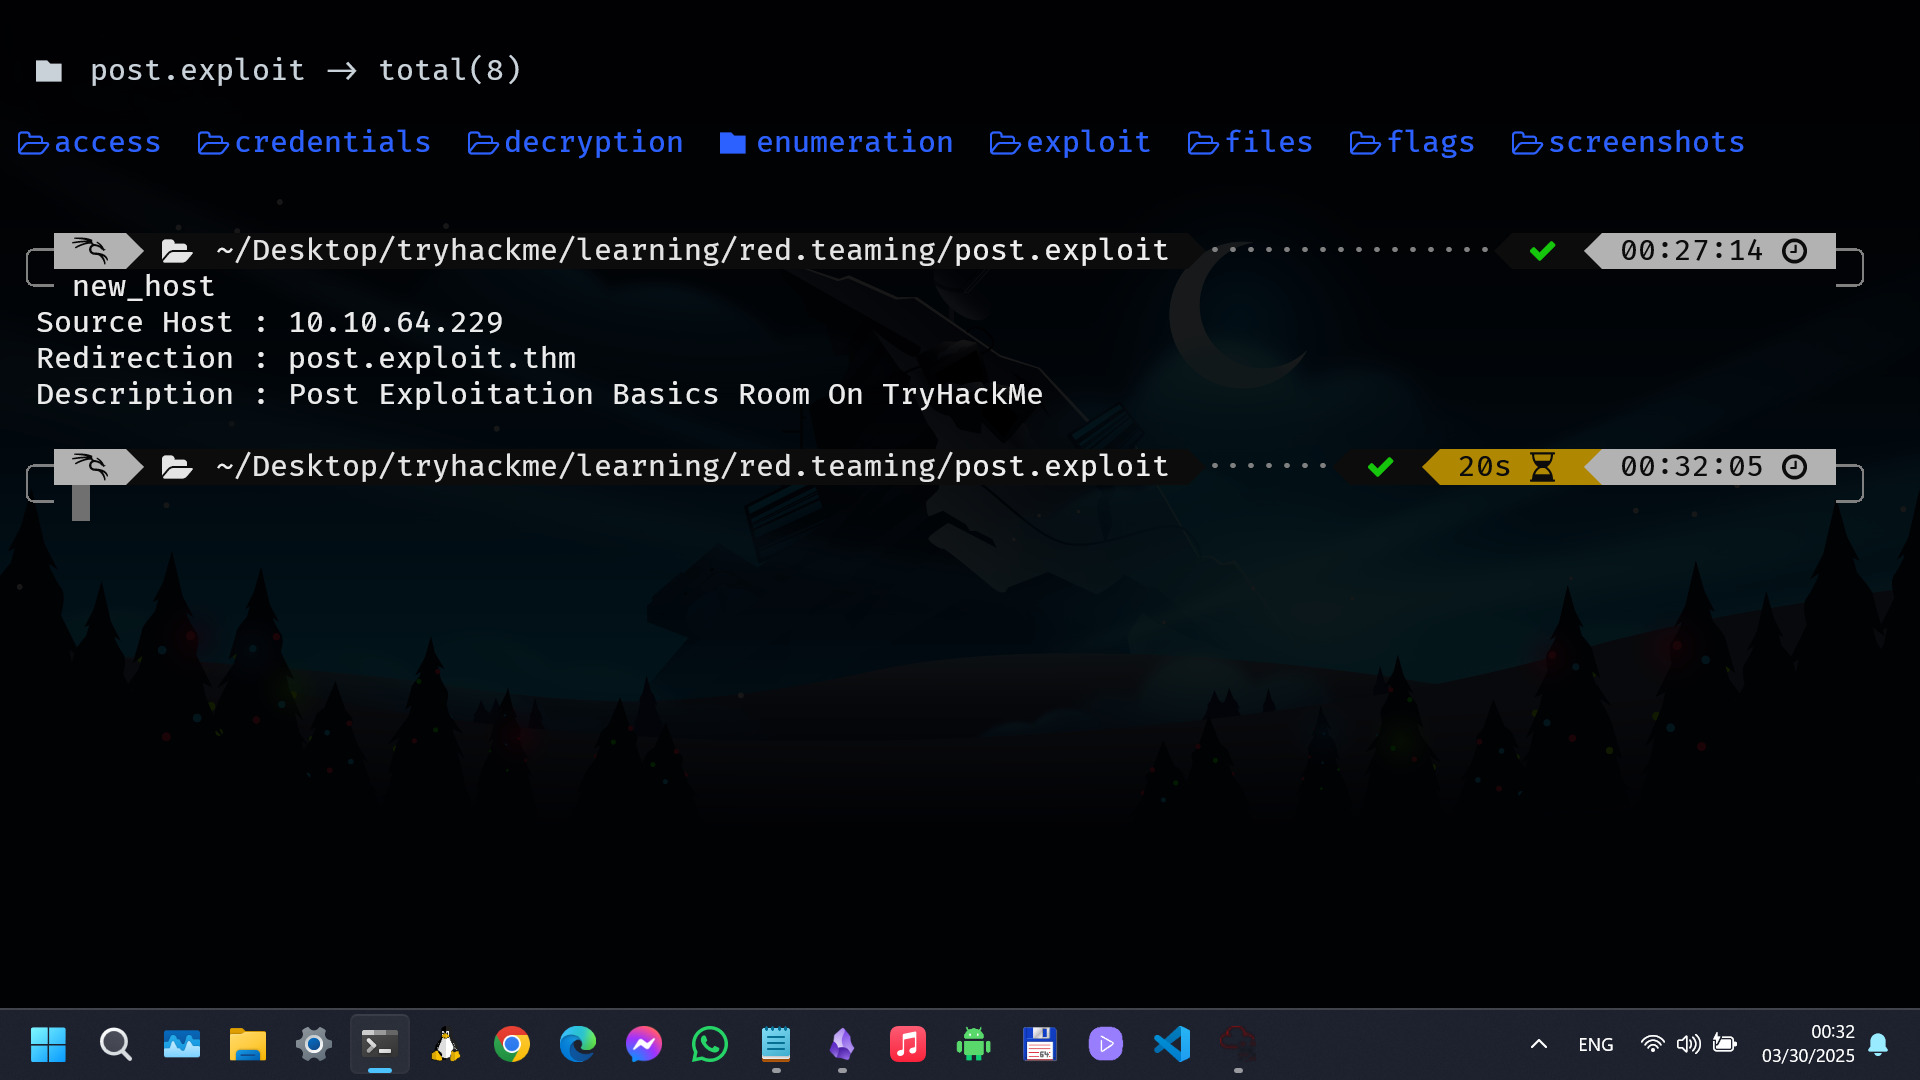 post.exploit → total(8)
access credentials decryption enumeration exploit files flags screenshots
~/Desktop/tryhackme/learning/red.teaming/post.exploit 00:27:14
new_host
Source Host : 10.10.64.229
Redirection : post.exploit.thm
Description : Post Exploitation Basics Room On TryHackMe
~/Desktop/tryhackme/learning/red.teaming/post.exploit 20s 00:32:05
64
ENG
00:32
03/30/2025